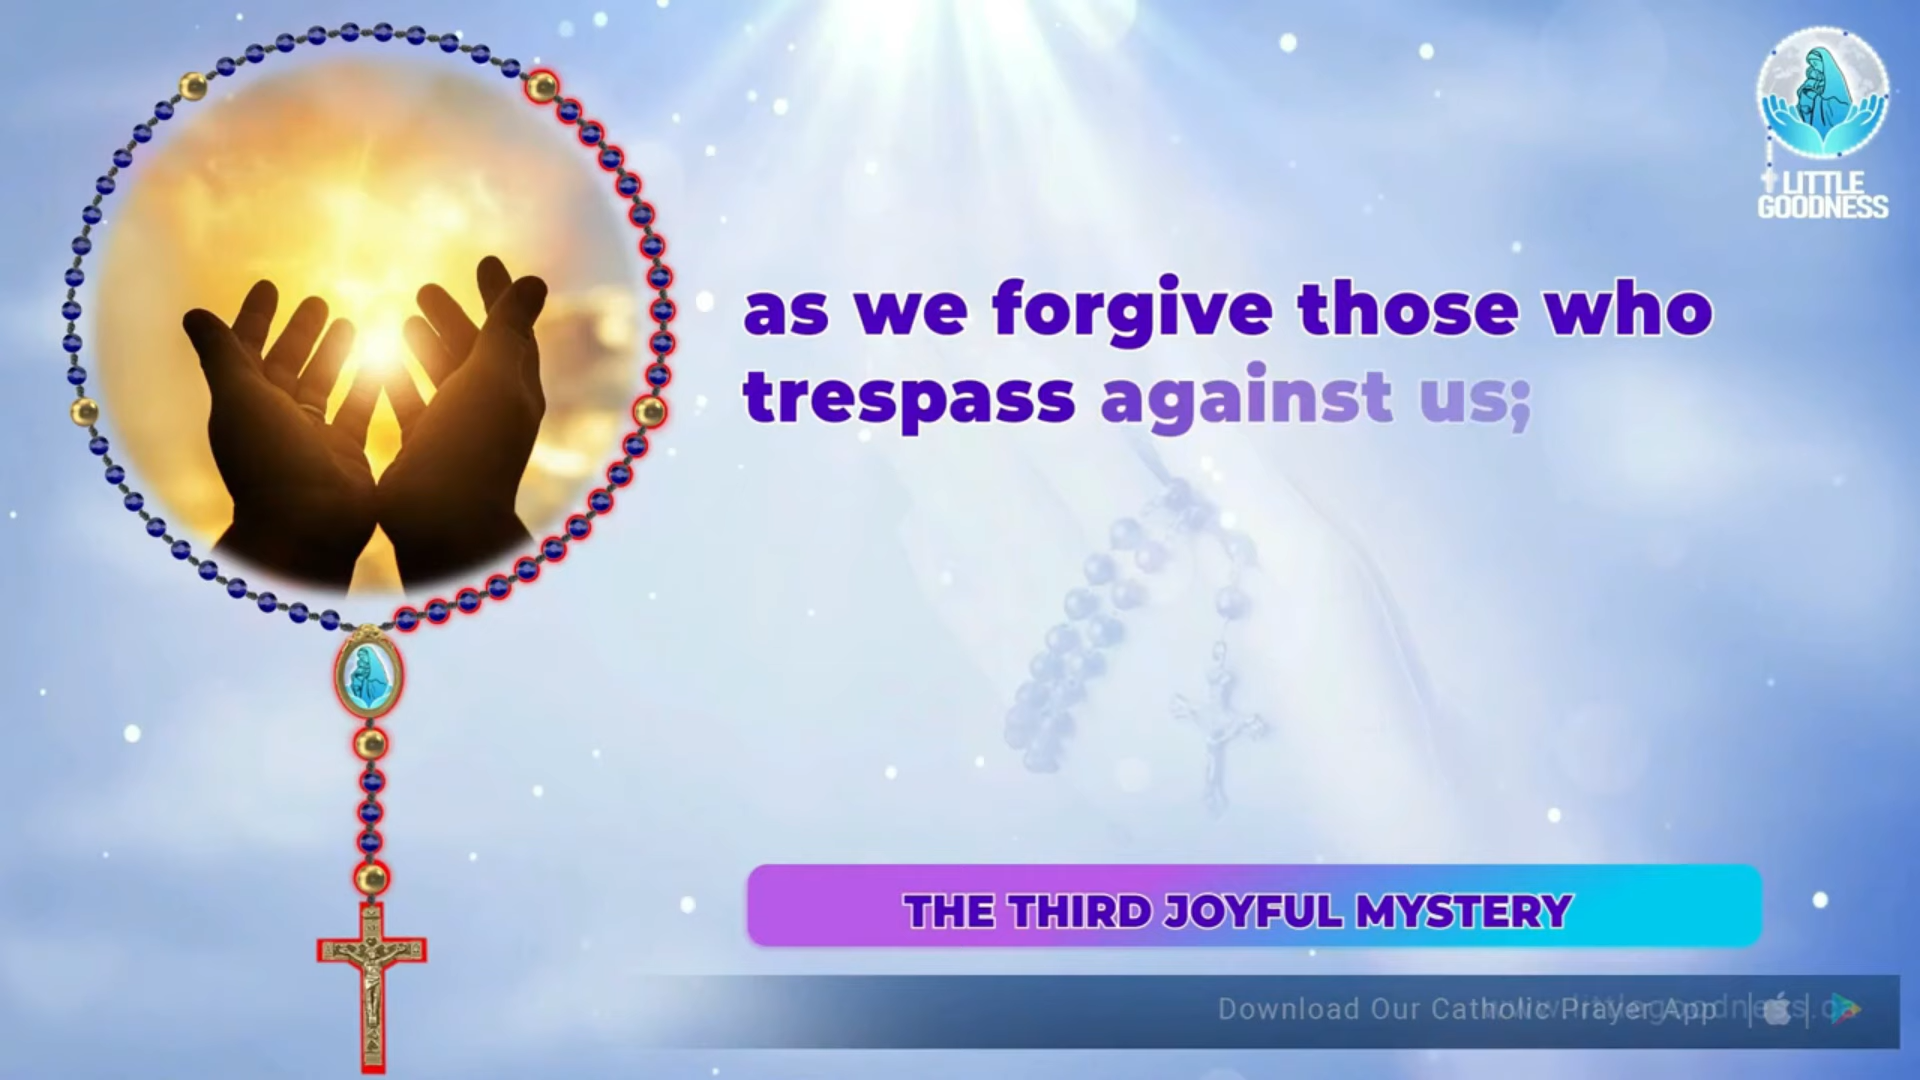 LITTLE
GOODNESS
as we forgive those who
trespass against us;
THE THIRD JOYFUL MYSTERY
Download Our Catholic Prayer App